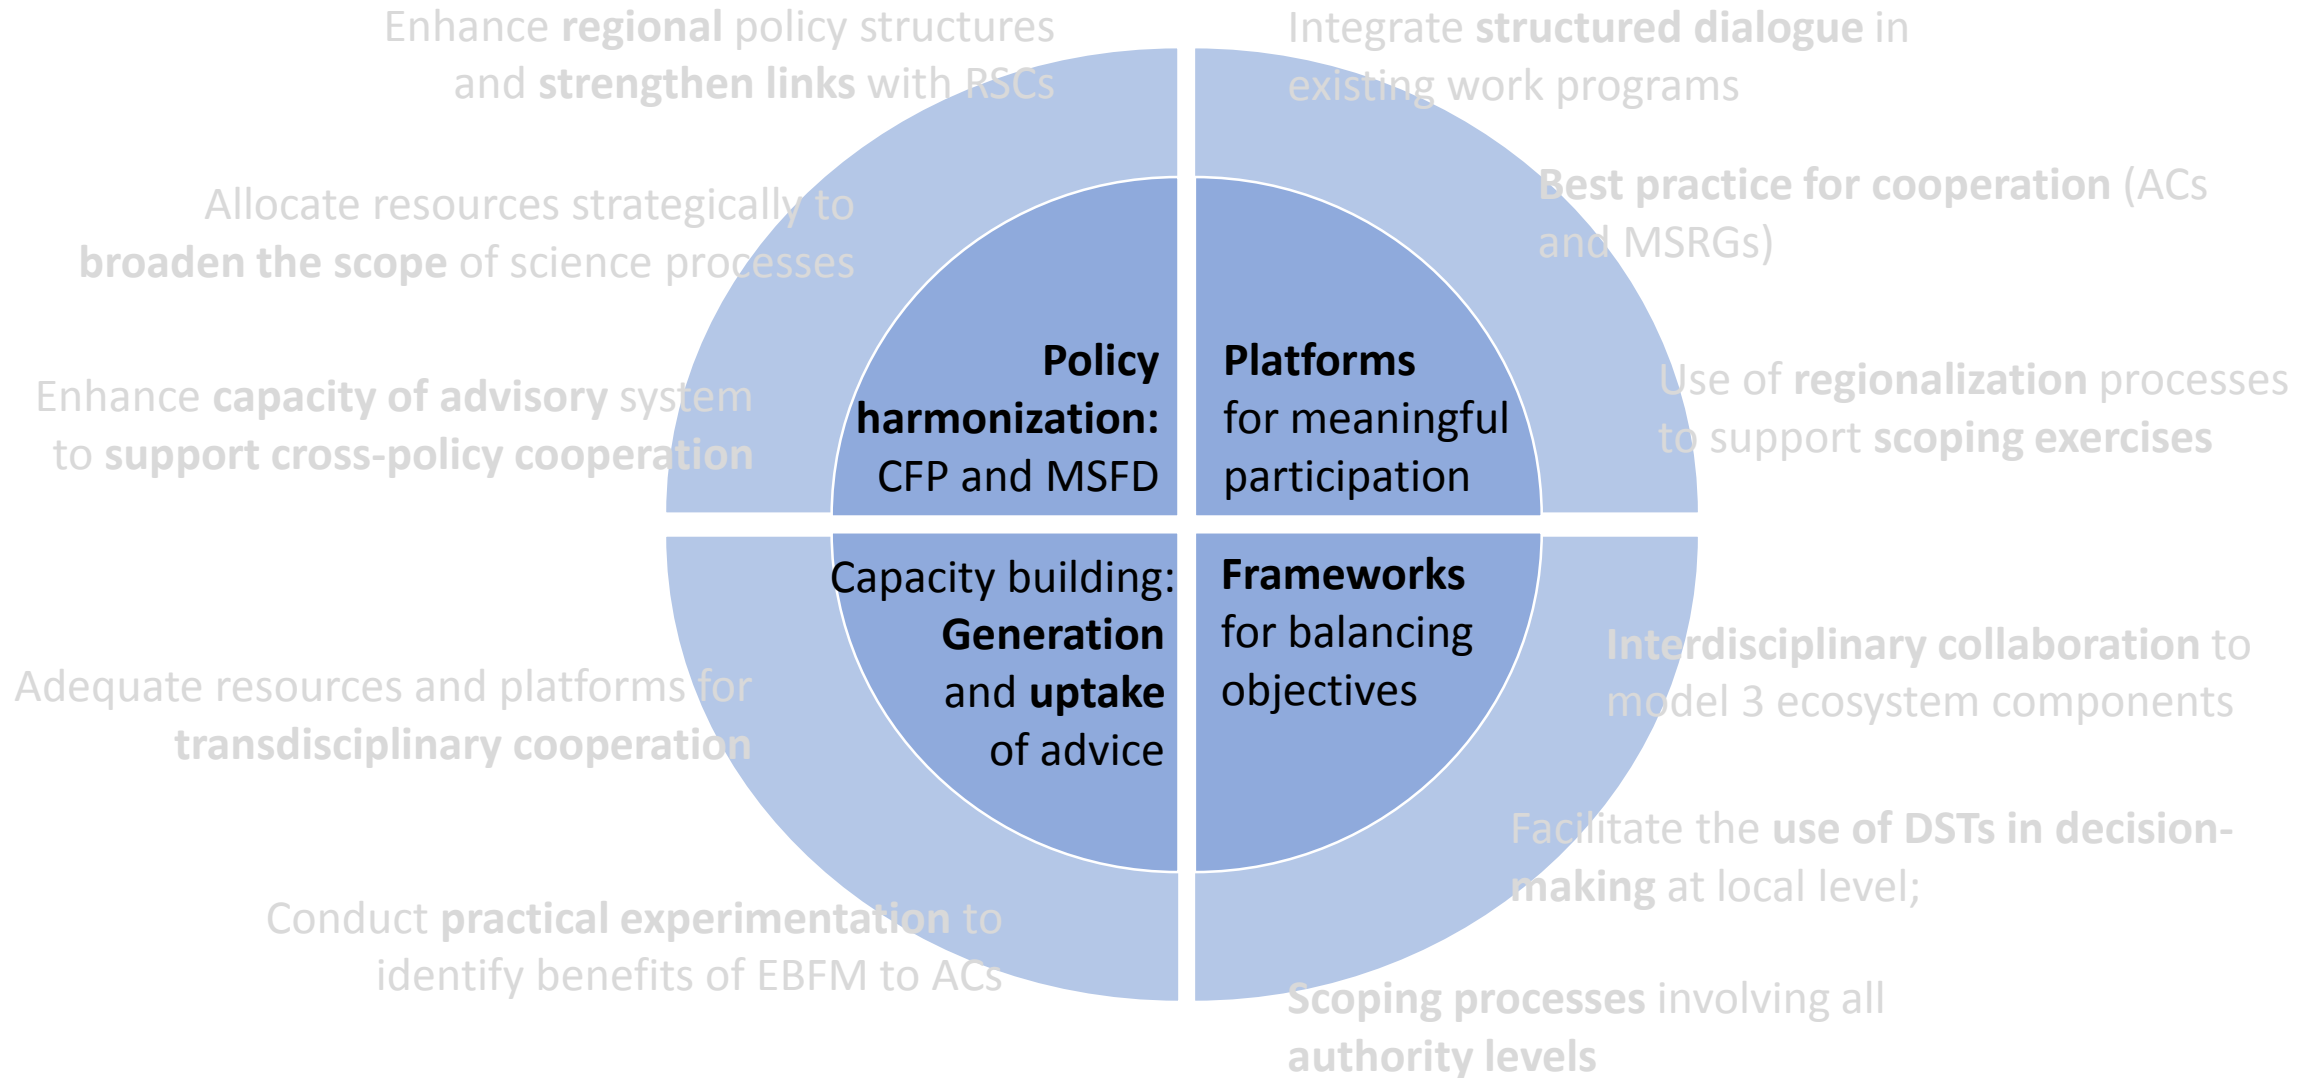 Enhance regional policy structures
and strengthen links with RSCs
Allocate resources strategically to
broaden the scope of science processes
Enhance capacity of advisory system
to support cross-policy cooperation
Policy
harmonization:
CFP and MSFD
Integrate structured dialogue in
existing work programs
Best practice for cooperation (ACs
and MSRGs)
Use of regionalization processes
to support scoping exercises
Platforms
for meaningful
participation
Capacity building:
Generation
and uptake
of advice
Adequate resources and platforms for
transdisciplinary cooperation
Conduct practical experimentation to
identify benefits of EBFM to ACs
Frameworks
for balancing
objectives
Interdisciplinary collaboration to
model 3 ecosystem components
Facilitate the use of DSTs in decision-
making at local level;
Scoping processes involving all
authority levels